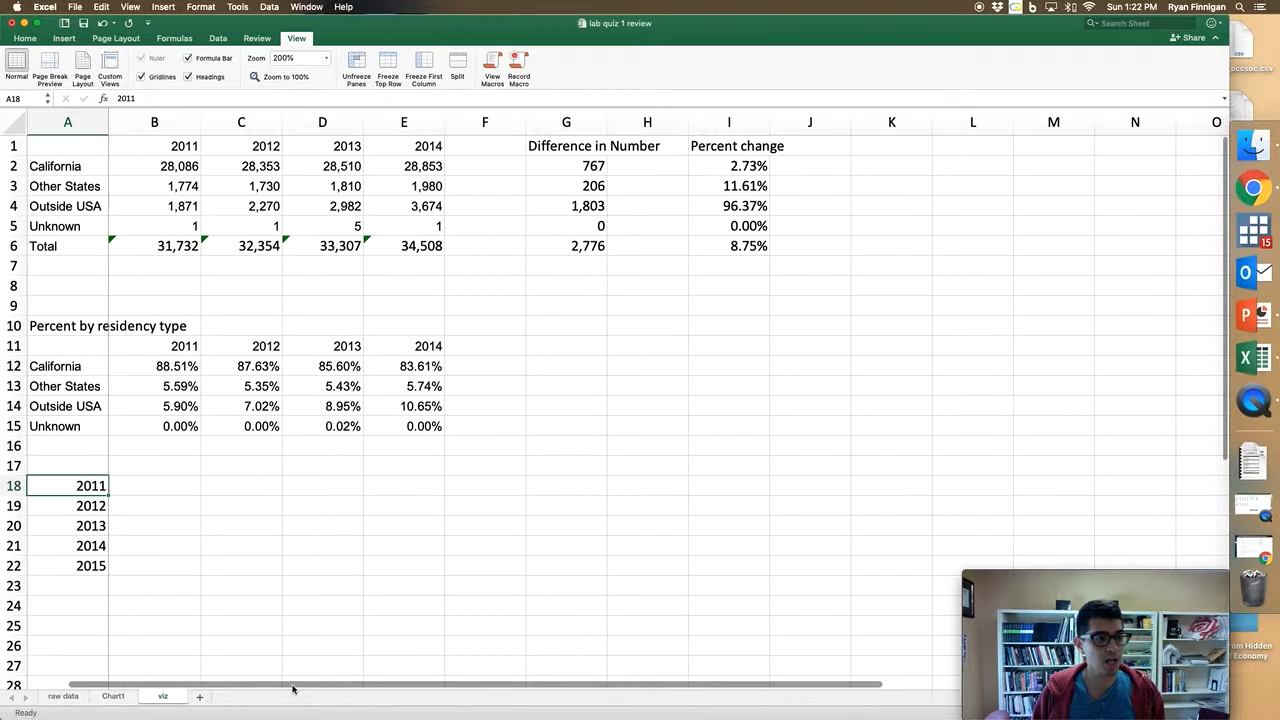 Excel File Edit View Insert Format Tools Data Window Help Sun 1:22 PM Ryan Finnigan
lab quiz 1 review Search Sheet
Home Insert Page Layout Formulas Data Review View Share
Normal Page Break Preview Page Layout Custom Views Ruler Formula Bar Gridlines Headings Zoom 200% Zoom to 100% Unfreeze Panes Freeze Top Row Freeze First Column Split View Macros Record Macro
A18 fx 2011
A B C D E F G H I J K L M N O
1 2011 2012 2013 2014 Difference in Number Percent change
2 California 28,086 28,353 28,510 28,853 767 2.73%
3 Other States 1,774 1,730 1,810 1,980 206 11.61%
4 Outside USA 1,871 2,270 2,982 3,674 1,803 96.37%
5 Unknown 1 1 5 1 0 0.00%
6 Total 31,732 32,354 33,307 34,508 2,776 8.75%
7
8
9
10 Percent by residency type
11 2011 2012 2013 2014
12 California 88.51% 87.63% 85.60% 83.61%
13 Other States 5.59% 5.35% 5.43% 5.74%
14 Outside USA 5.90% 7.02% 8.95% 10.65%
15 Unknown 0.00% 0.00% 0.02% 0.00%
16
17
18 2011
19 2012
20 2013
21 2014
22 2015
23
24
25
26
27
28
raw data Chart1 viz
Ready
occsoc.csv
15
om Hidden
Economy